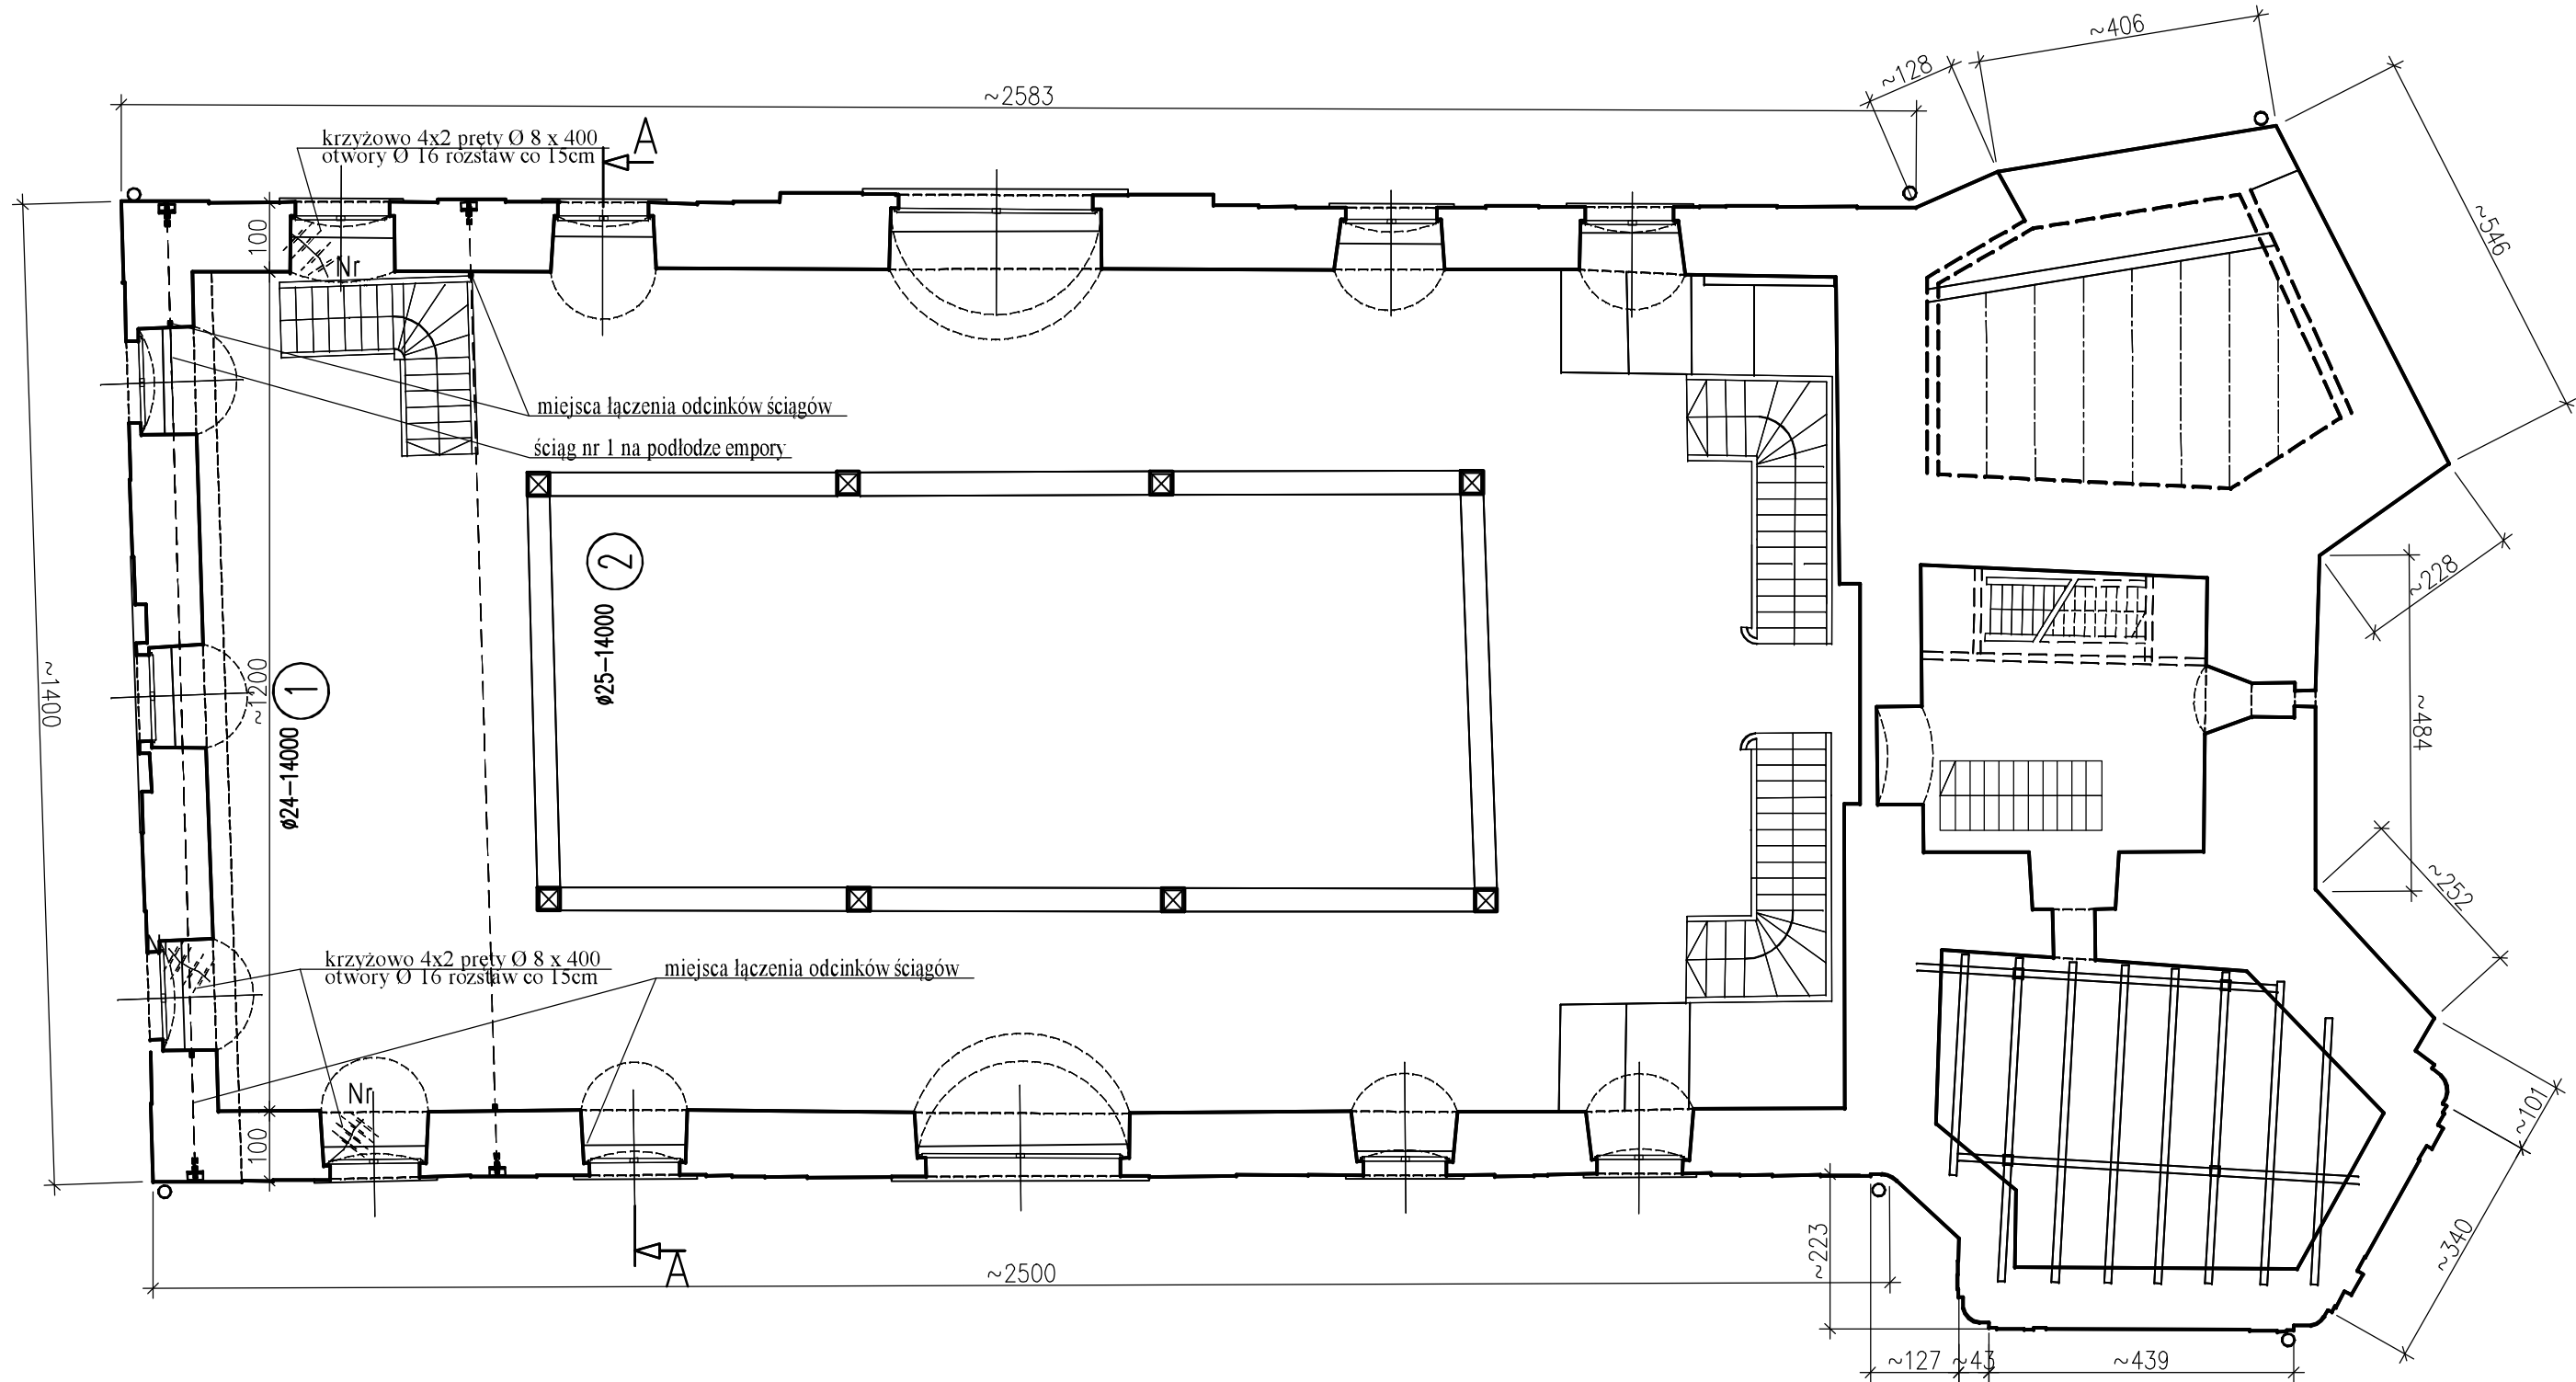 ~406
~128
~2583
krzyżowo 4x2 pręty Ø 8 x 400
otwory Ø 16 rozstaw co 15cm
A
~546
100
Nr
miejsca łączenia odcinków ściągów
ściąg nr 1 na podłodze empory
2
ø25-14000
~228
~1400
~1200
1
ø24-14000
~484
~252
krzyżowo 4x2 pręty Ø 8 x 400
otwory Ø 16 rozstaw co 15cm
miejsca łączenia odcinków ściągów
Nr
100
~101
~340
~223
A
~2500
~127
~43
~439